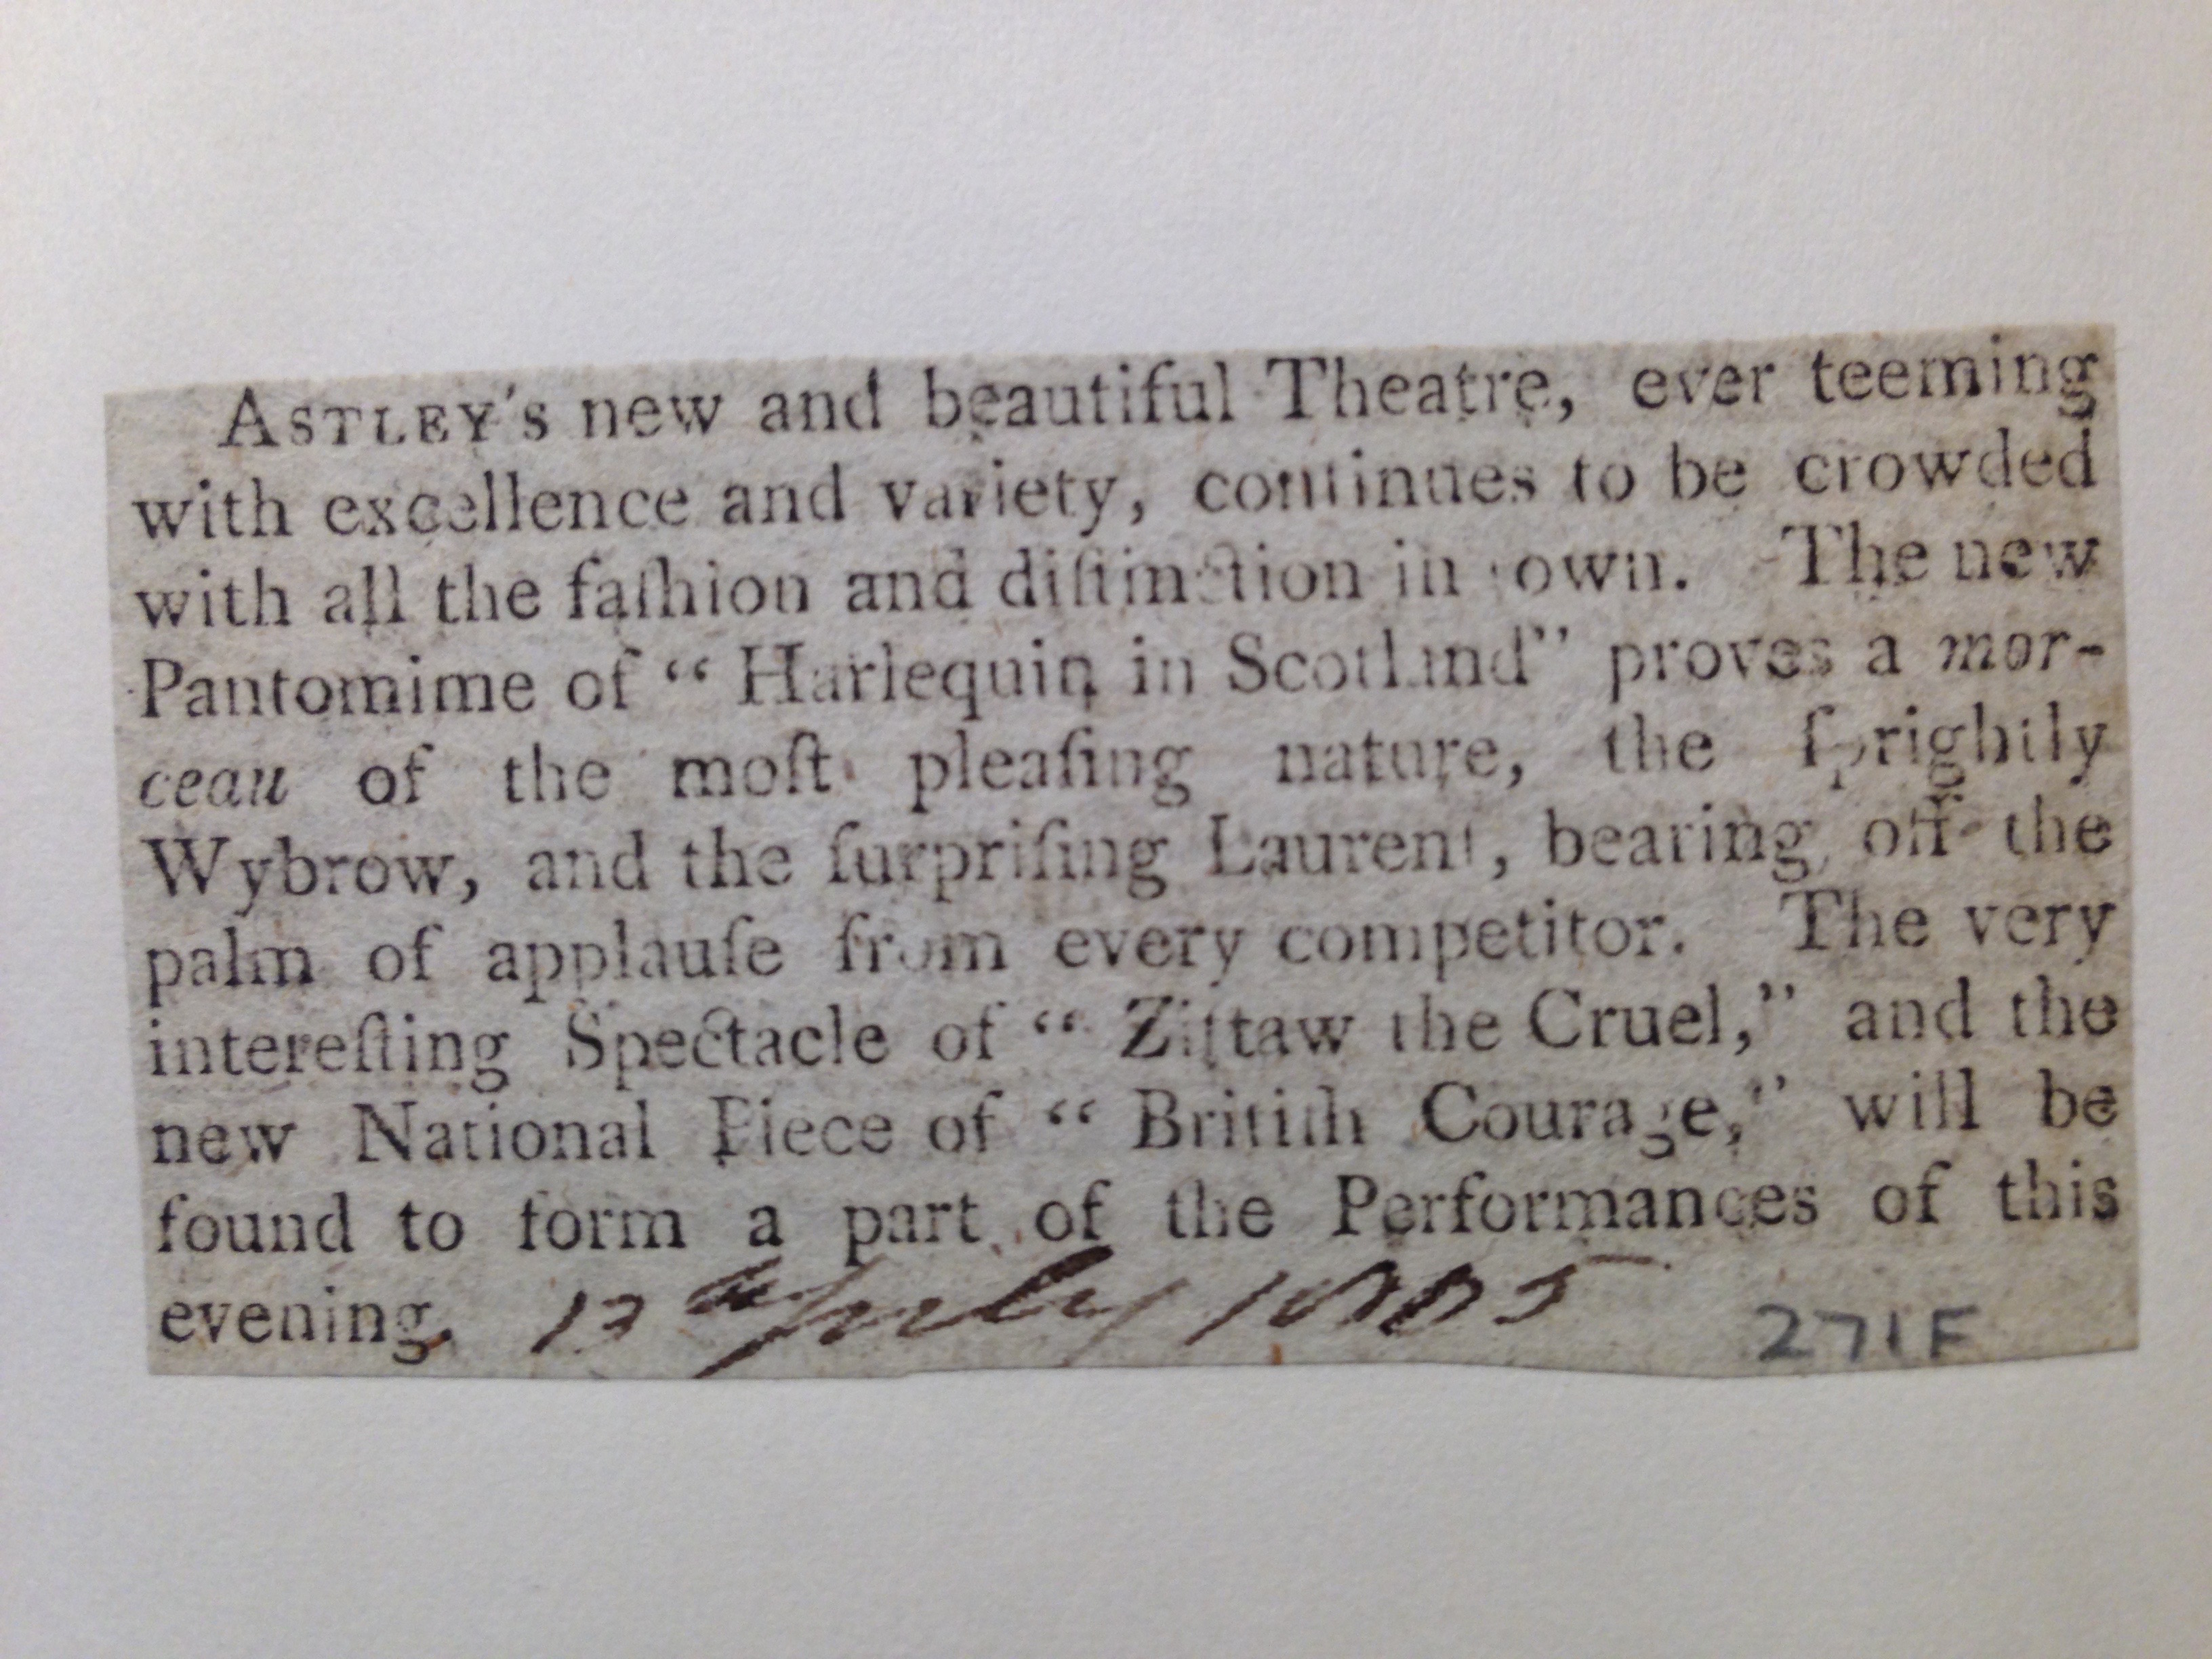 ASTLEY's new and beautiful Theatre, ever teeming
with excellence and variety, continues to be crowded
with all the faſhion and diſtinction in own. The new
Pantomime of “ Harlequin in Scotland” proves a mor-
ceau of the moſt pleaſing nature, the ſprightily
Wybrow, and the ſurpriſing Laurent, bearing off the
palm of applauſe from every competitor. The very
intereſting Spectacle of “ Zittaw the Cruel,” and the
new National Piece of “ Britiſh Courage,” will be
found to form a part of the Performances of this
evening.
1805
271F